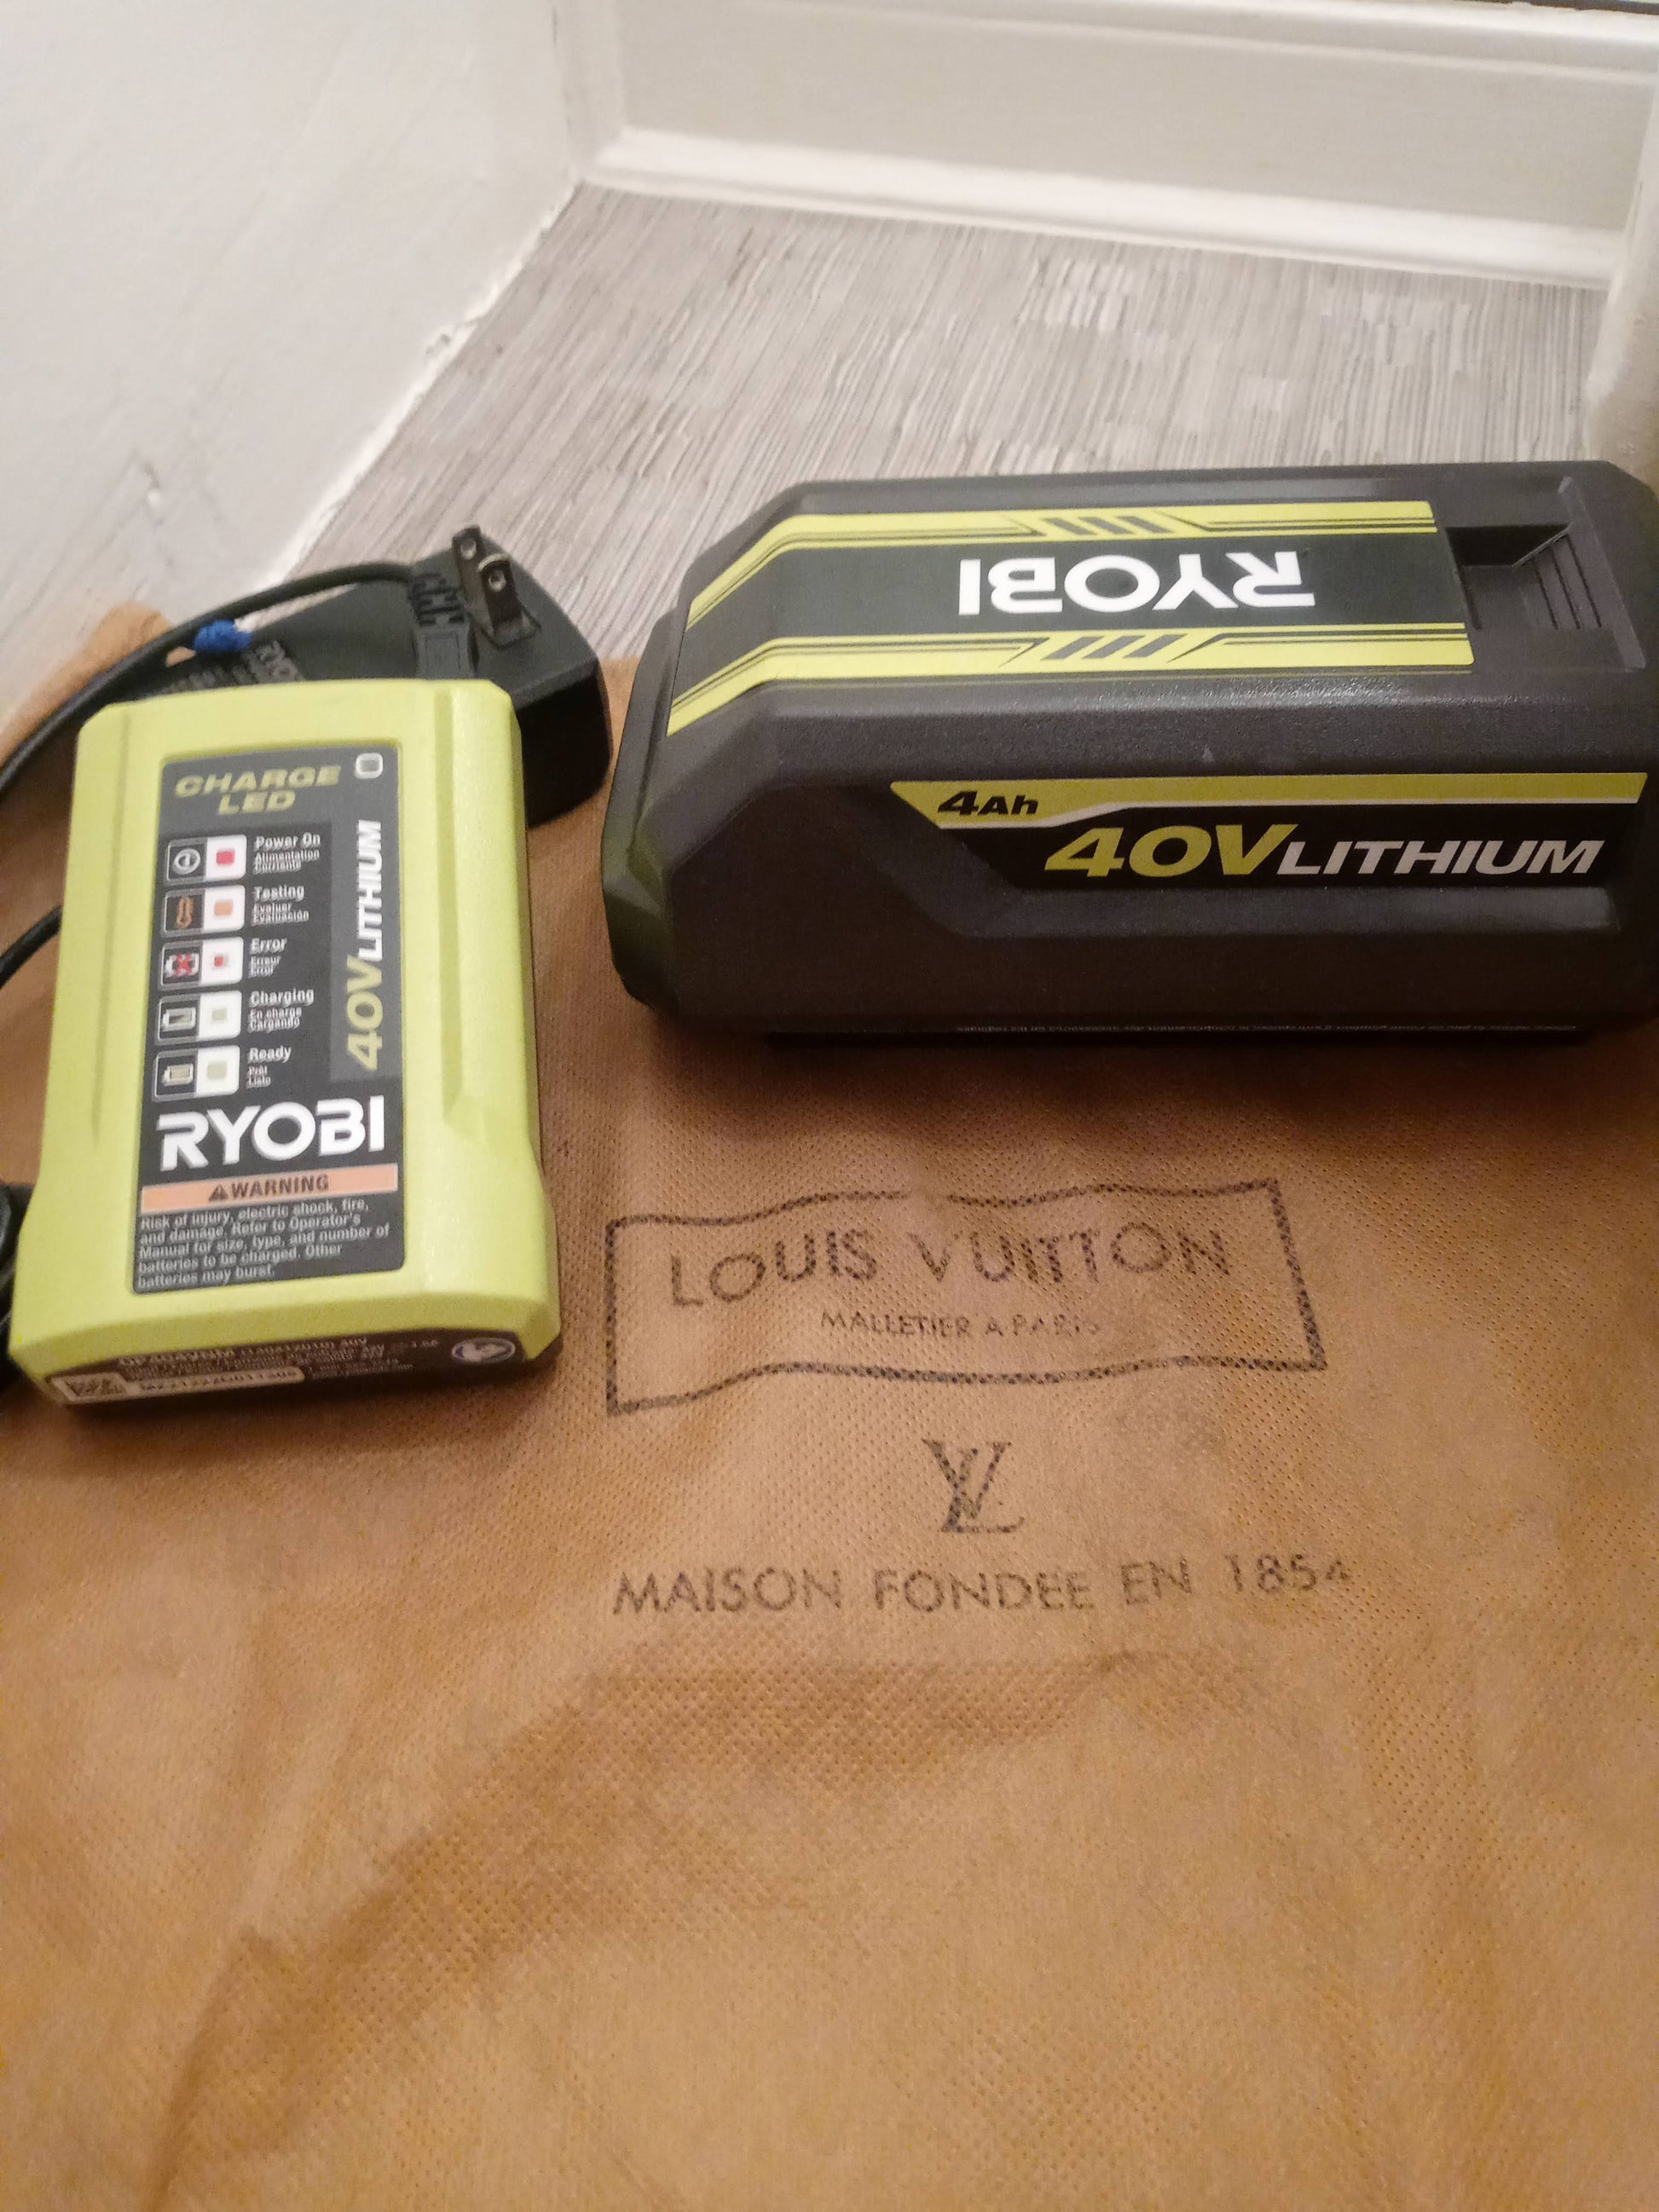 CHARGE
LED
Power On
Alimentation
Corriente
Testing
Évaluer
Evaluación
Error
Erreur
Error
Charging
En charge
Cargando
Ready
Prêt
Listo
40V LITHIUM
RYOBI
WARNING
Risk of injury, electric shock, fire,
and damage. Refer to Operator's
Manual for size, type, and number of
batteries to be charged. Other
batteries may burst.
RYOBI
RYOBI
4Ah
40V LITHIUM
LOUIS VUITTON
MALLETIER A PARIS
LV
MAISON FONDEE EN 1854